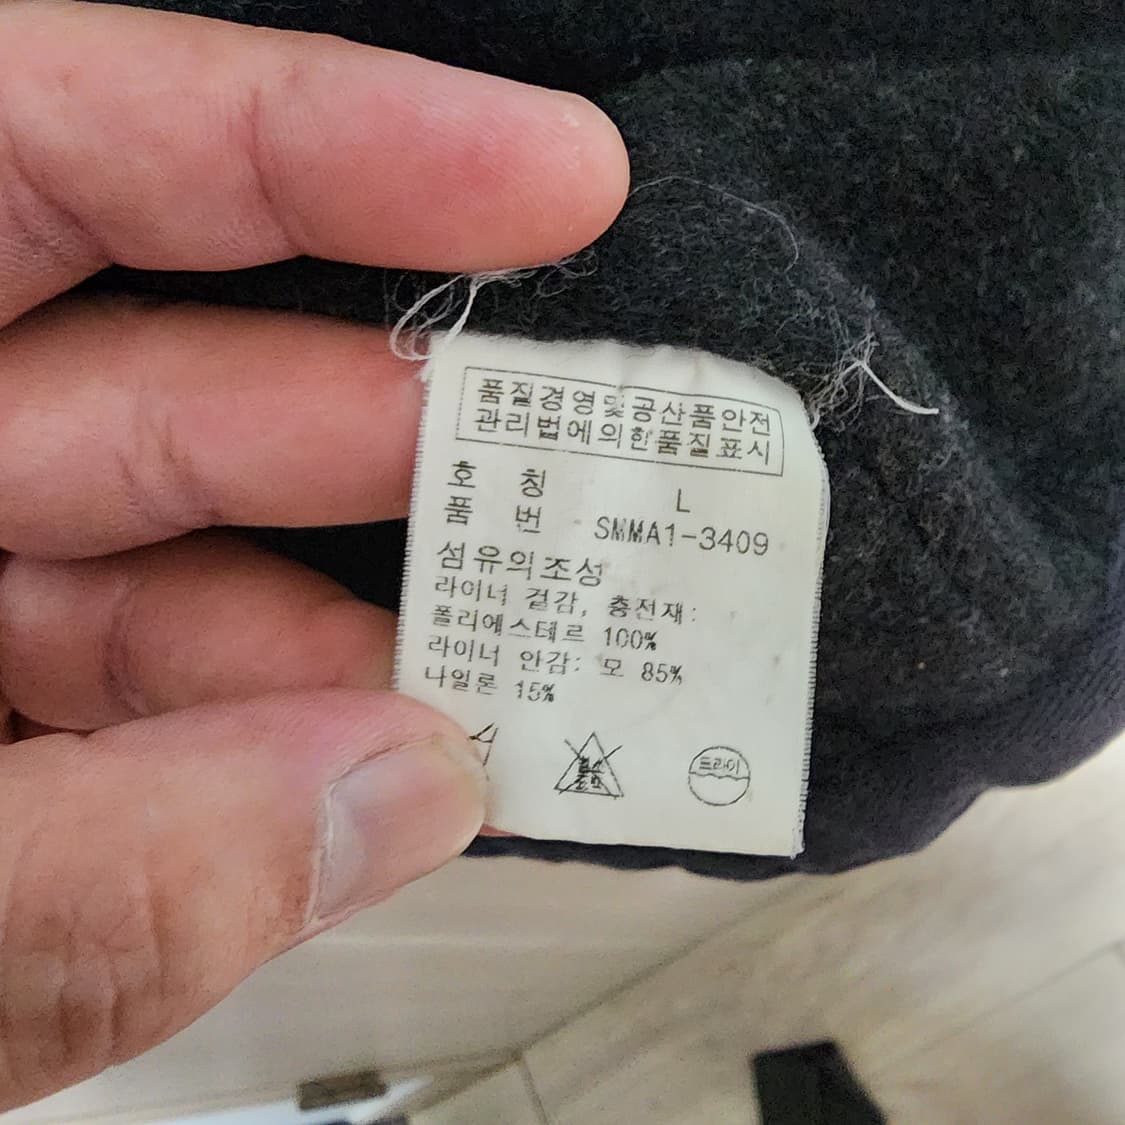 품질경영및공산품안전
관리법에의한품질표시
호 칭 L
품 번 SMMA1-3409
섬유의조성
라이너 겉감, 충전재:
폴리에스테르 100%
라이너 안감: 모 85%
나일론 15%
드라이